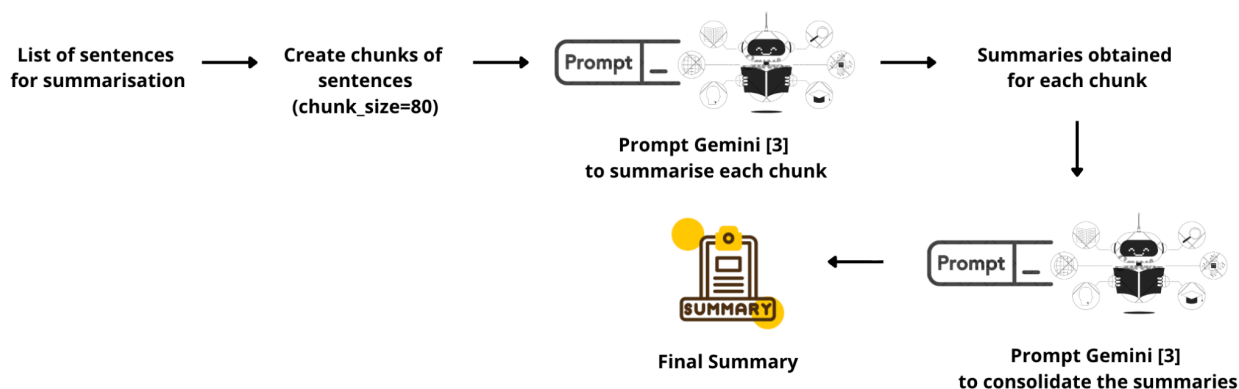 List of sentences
for summarisation
Create chunks of
sentences
(chunk_size=80)
Prompt _
Prompt Gemini [3]
to summarise each chunk
Summaries obtained
for each chunk
Prompt _
Prompt Gemini [3]
to consolidate the summaries
SUMMARY
Final Summary